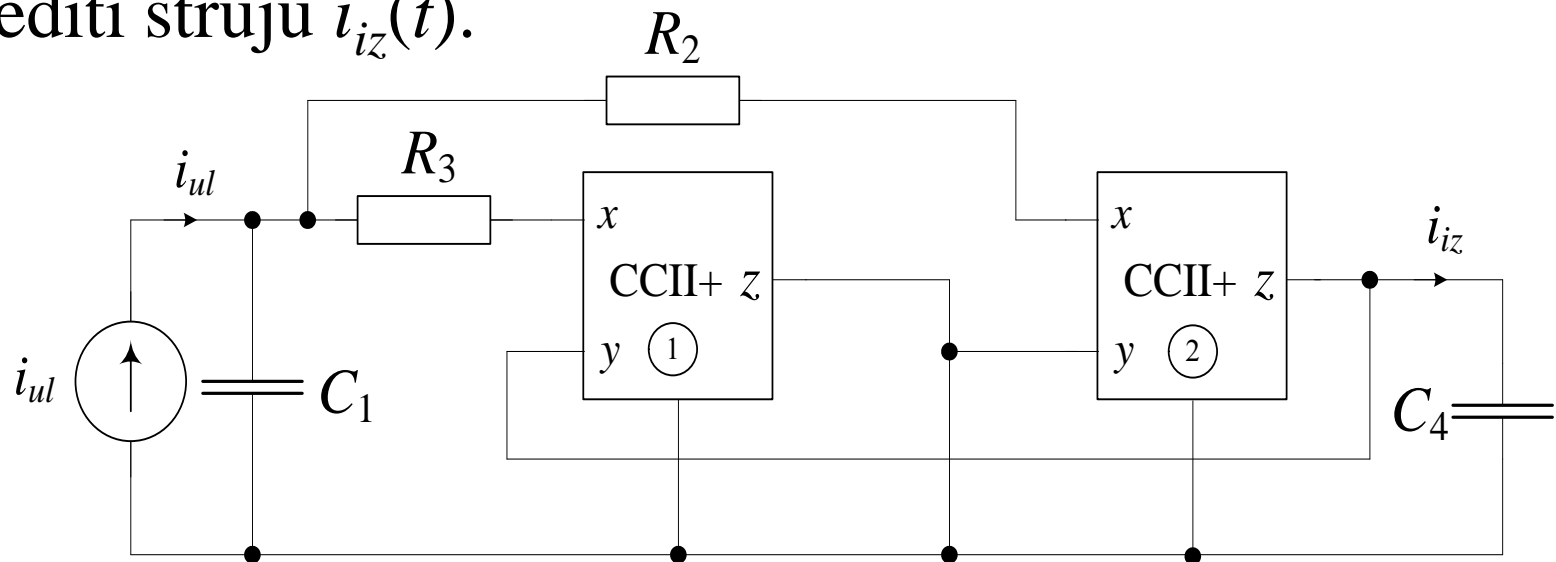 editi struju i_iz(t).
R₂
R₃
i_ul
x
x
i_iz
CCII+ z
CCII+ z
y 1
y 2
i_ul
C₁
C₄